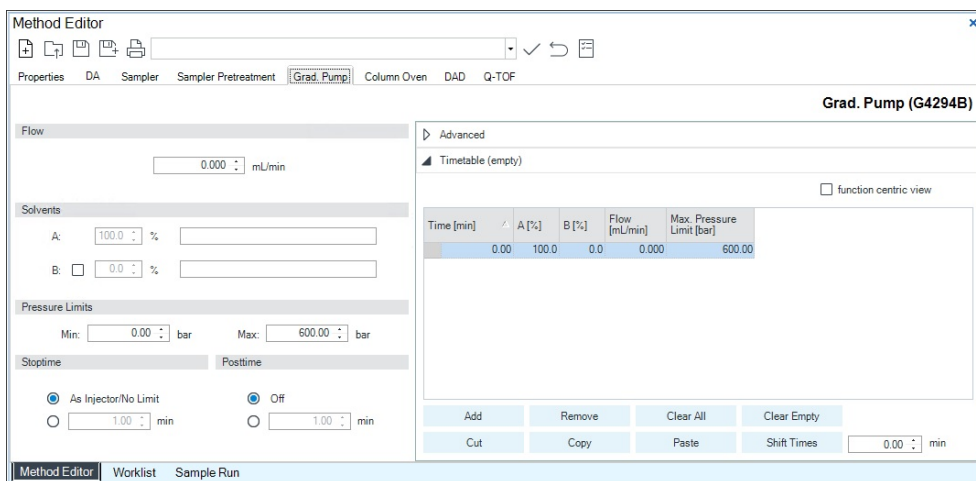 Method Editor
Properties DA Sampler Sampler Pretreatment Grad. Pump Column Oven DAD Q-TOF
Grad. Pump (G4294B)
Flow
0.000 mL/min
Solvents
A: 100.0 %
B: 0.0 %
Pressure Limits
Min: 0.00 bar Max: 600.00 bar
Stoptime Posttime
As Injector/No Limit Off
1.00 min 1.00 min
Advanced
Timetable (empty)
function centric view
Time [min] A [%] B [%] Flow [mL/min] Max. Pressure Limit [bar]
0.00 100.0 0.0 0.000 600.00
Add Remove Clear All Clear Empty
Cut Copy Paste Shift Times 0.00 min
Method Editor Worklist Sample Run